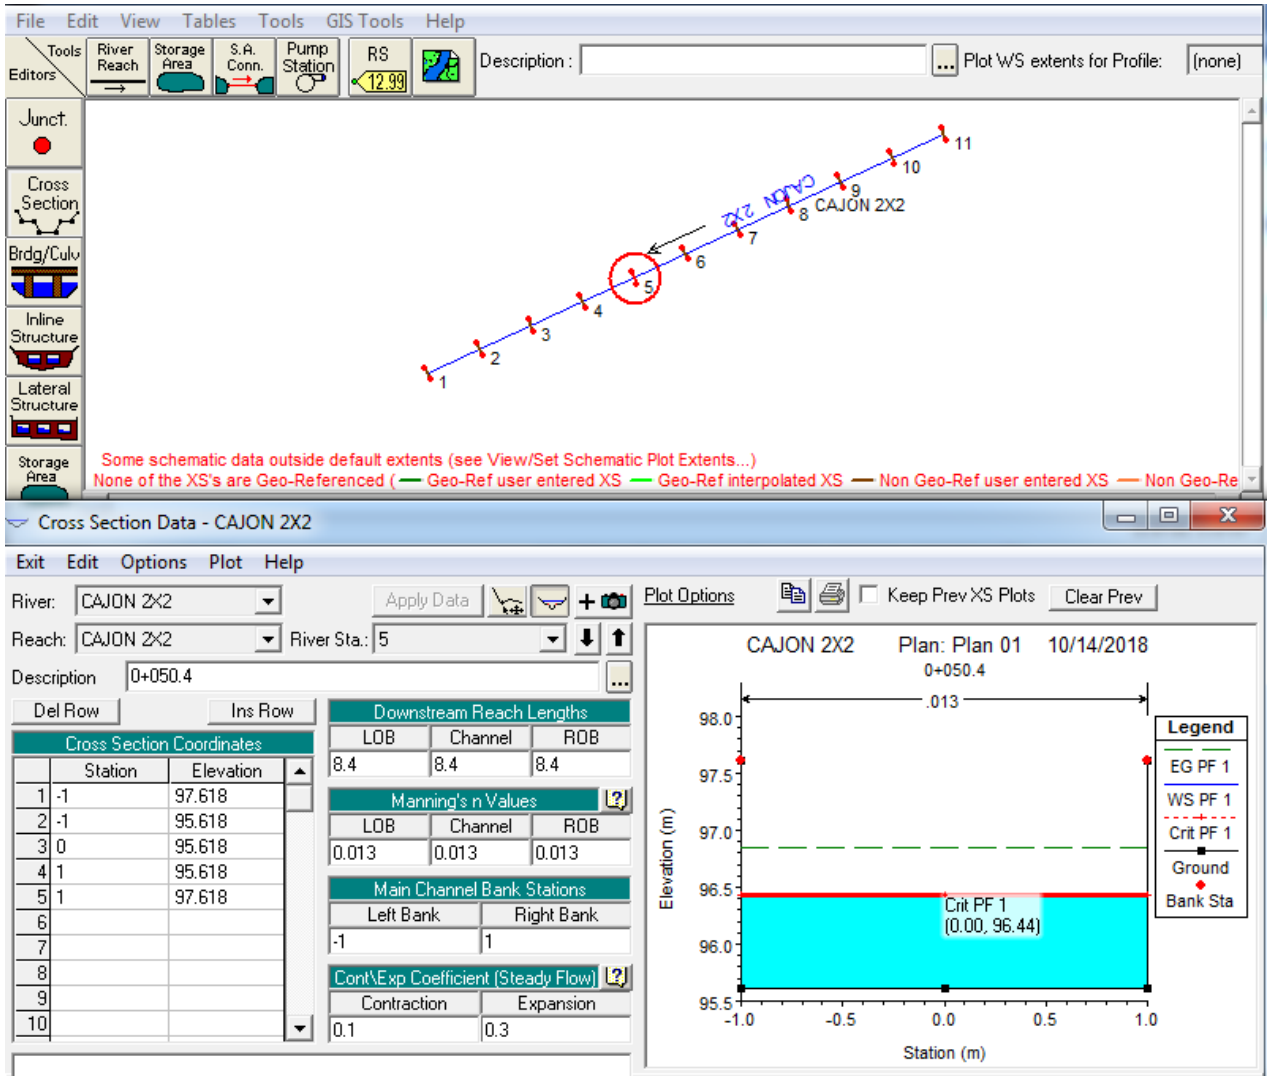 File Edit View Tables Tools GIS Tools Help
Tools
Editors
River Reach
Storage Area
S.A. Conn.
Pump Station
RS
12.99
Description :
...
Plot WS extents for Profile:
(none)
Junct.
Cross Section
Brdg/Culv
Inline Structure
Lateral Structure
Storage Area
11
10
9
CAJON 2X2
8
CAJON 2X2
7
6
5
4
3
2
1
Some schematic data outside default extents (see View/Set Schematic Plot Extents...)
None of the XS's are Geo-Referenced ( — Geo-Ref user entered XS — Geo-Ref interpolated XS — Non Geo-Ref user entered XS — Non Geo-Re
Cross Section Data - CAJON 2X2
Exit Edit Options Plot Help
River: CAJON 2X2
Apply Data
Reach: CAJON 2X2
River Sta.: 5
Description 0+050.4 ...
Del Row Ins Row
Cross Section Coordinates
Station Elevation
1 -1 97.618
2 -1 95.618
3 0 95.618
4 1 95.618
5 1 97.618
6
7
8
9
10
Downstream Reach Lengths
LOB Channel ROB
8.4 8.4 8.4
Manning's n Values
LOB Channel ROB
0.013 0.013 0.013
Main Channel Bank Stations
Left Bank Right Bank
-1 1
Cont\Exp Coefficient (Steady Flow)
Contraction Expansion
0.1 0.3
Plot Options
Keep Prev XS Plots Clear Prev
CAJON 2X2 Plan: Plan 01 10/14/2018
0+050.4
.013
98.0
97.5
97.0
96.5
96.0
95.5
Elevation (m)
Crit PF 1
(0.00, 96.44)
-1.0 -0.5 0.0 0.5 1.0
Station (m)
Legend
EG PF 1
WS PF 1
Crit PF 1
Ground
Bank Sta